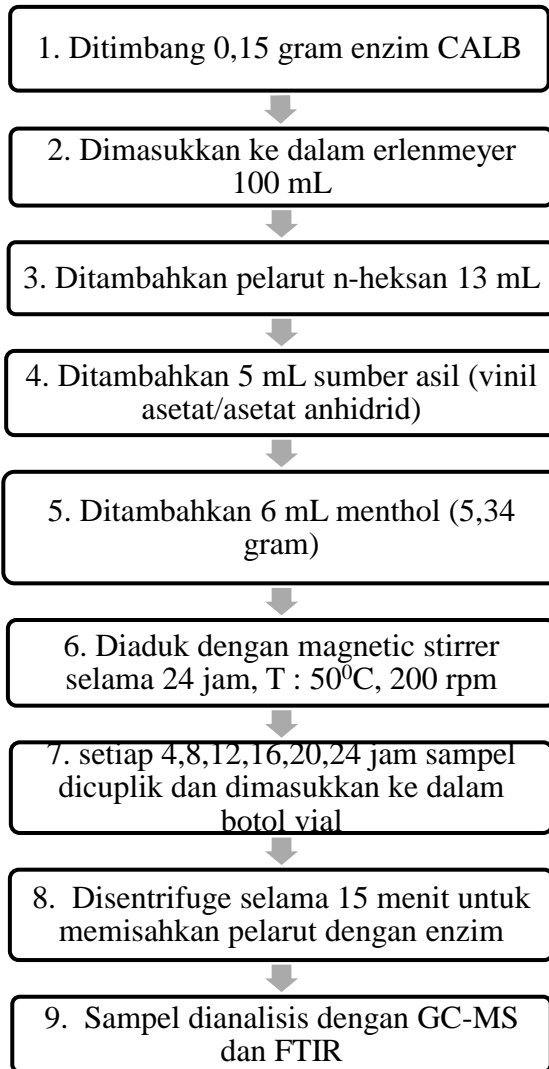 1. Ditimbang 0,15 gram enzim CALB
2. Dimasukkan ke dalam erlenmeyer
100 mL
3. Ditambahkan pelarut n-heksan 13 mL
4. Ditambahkan 5 mL sumber asil (vinil
asetat/asetat anhidrid)
5. Ditambahkan 6 mL menthol (5,34
gram)
6. Diaduk dengan magnetic stirrer
selama 24 jam, T : 50⁰C, 200 rpm
7. setiap 4,8,12,16,20,24 jam sampel
dicuplik dan dimasukkan ke dalam
botol vial
8. Disentrifuge selama 15 menit untuk
memisahkan pelarut dengan enzim
9. Sampel dianalisis dengan GC-MS
dan FTIR